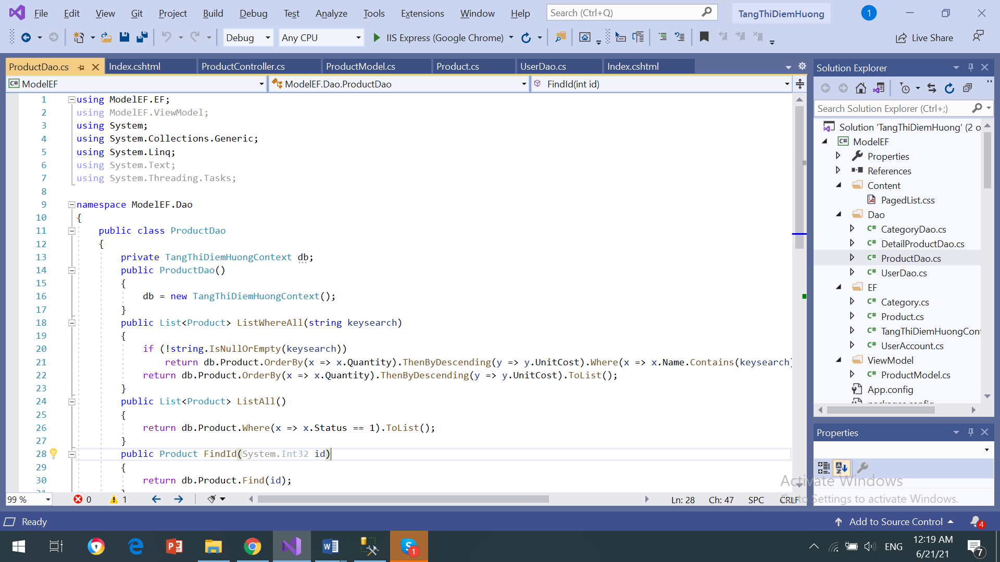 File Edit View Git Project Build Debug Test Analyze Tools Extensions Window Help Search (Ctrl+Q) TangThiDiemHuong 1
Debug Any CPU IIS Express (Google Chrome) Live Share
ProductDao.cs Index.cshtml ProductController.cs ProductModel.cs Product.cs UserDao.cs Index.cshtml
C# ModelEF ModelEF.Dao.ProductDao FindId(int id)
1 using ModelEF.EF;
2 using ModelEF.ViewModel;
3 using System;
4 using System.Collections.Generic;
5 using System.Linq;
6 using System.Text;
7 using System.Threading.Tasks;
8
9 namespace ModelEF.Dao
10 {
11 public class ProductDao
12 {
13 private TangThiDiemHuongContext db;
14 public ProductDao()
15 {
16 db = new TangThiDiemHuongContext();
17 }
18 public List<Product> ListWhereAll(string keysearch)
19 {
20 if (!string.IsNullOrEmpty(keysearch))
21 return db.Product.OrderBy(x => x.Quantity).ThenByDescending(y => y.UnitCost).Where(x => x.Name.Contains(keysearch)
22 return db.Product.OrderBy(x => x.Quantity).ThenByDescending(y => y.UnitCost).ToList();
23 }
24 public List<Product> ListAll()
25 {
26 return db.Product.Where(x => x.Status == 1).ToList();
27 }
28 public Product FindId(System.Int32 id)
29 {
30 return db.Product.Find(id);
99 % 0 1 Ln: 28 Ch: 47 SPC CRLF
Solution Explorer
Search Solution Explorer (Ctrl+;)
Solution 'TangThiDiemHuong' (2 o
C# ModelEF
Properties
References
Content
PagedList.css
Dao
C# CategoryDao.cs
C# DetailProductDao.cs
C# ProductDao.cs
C# UserDao.cs
EF
C# Category.cs
C# Product.cs
C# TangThiDiemHuongCont
C# UserAccount.cs
ViewModel
C# ProductModel.cs
App.config
Properties
Activate Windows
Go to Settings to activate Windows.
Ready Add to Source Control 4
ENG 12:19 AM
6/21/21
1 7